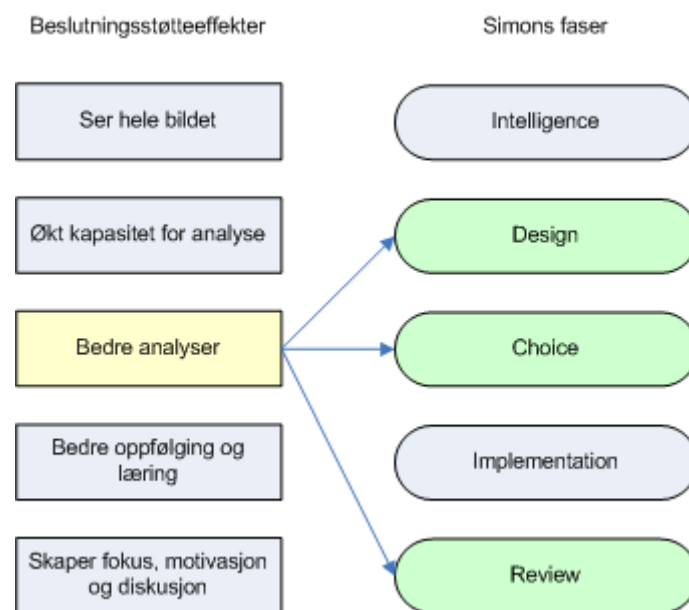 Beslutningsstøtteeffekter
Simons faser
Ser hele bildet
Intelligence
Økt kapasitet for analyse
Design
Bedre analyser
Choice
Bedre oppfølging og
læring
Implementation
Skaper fokus, motivasjon
og diskusjon
Review